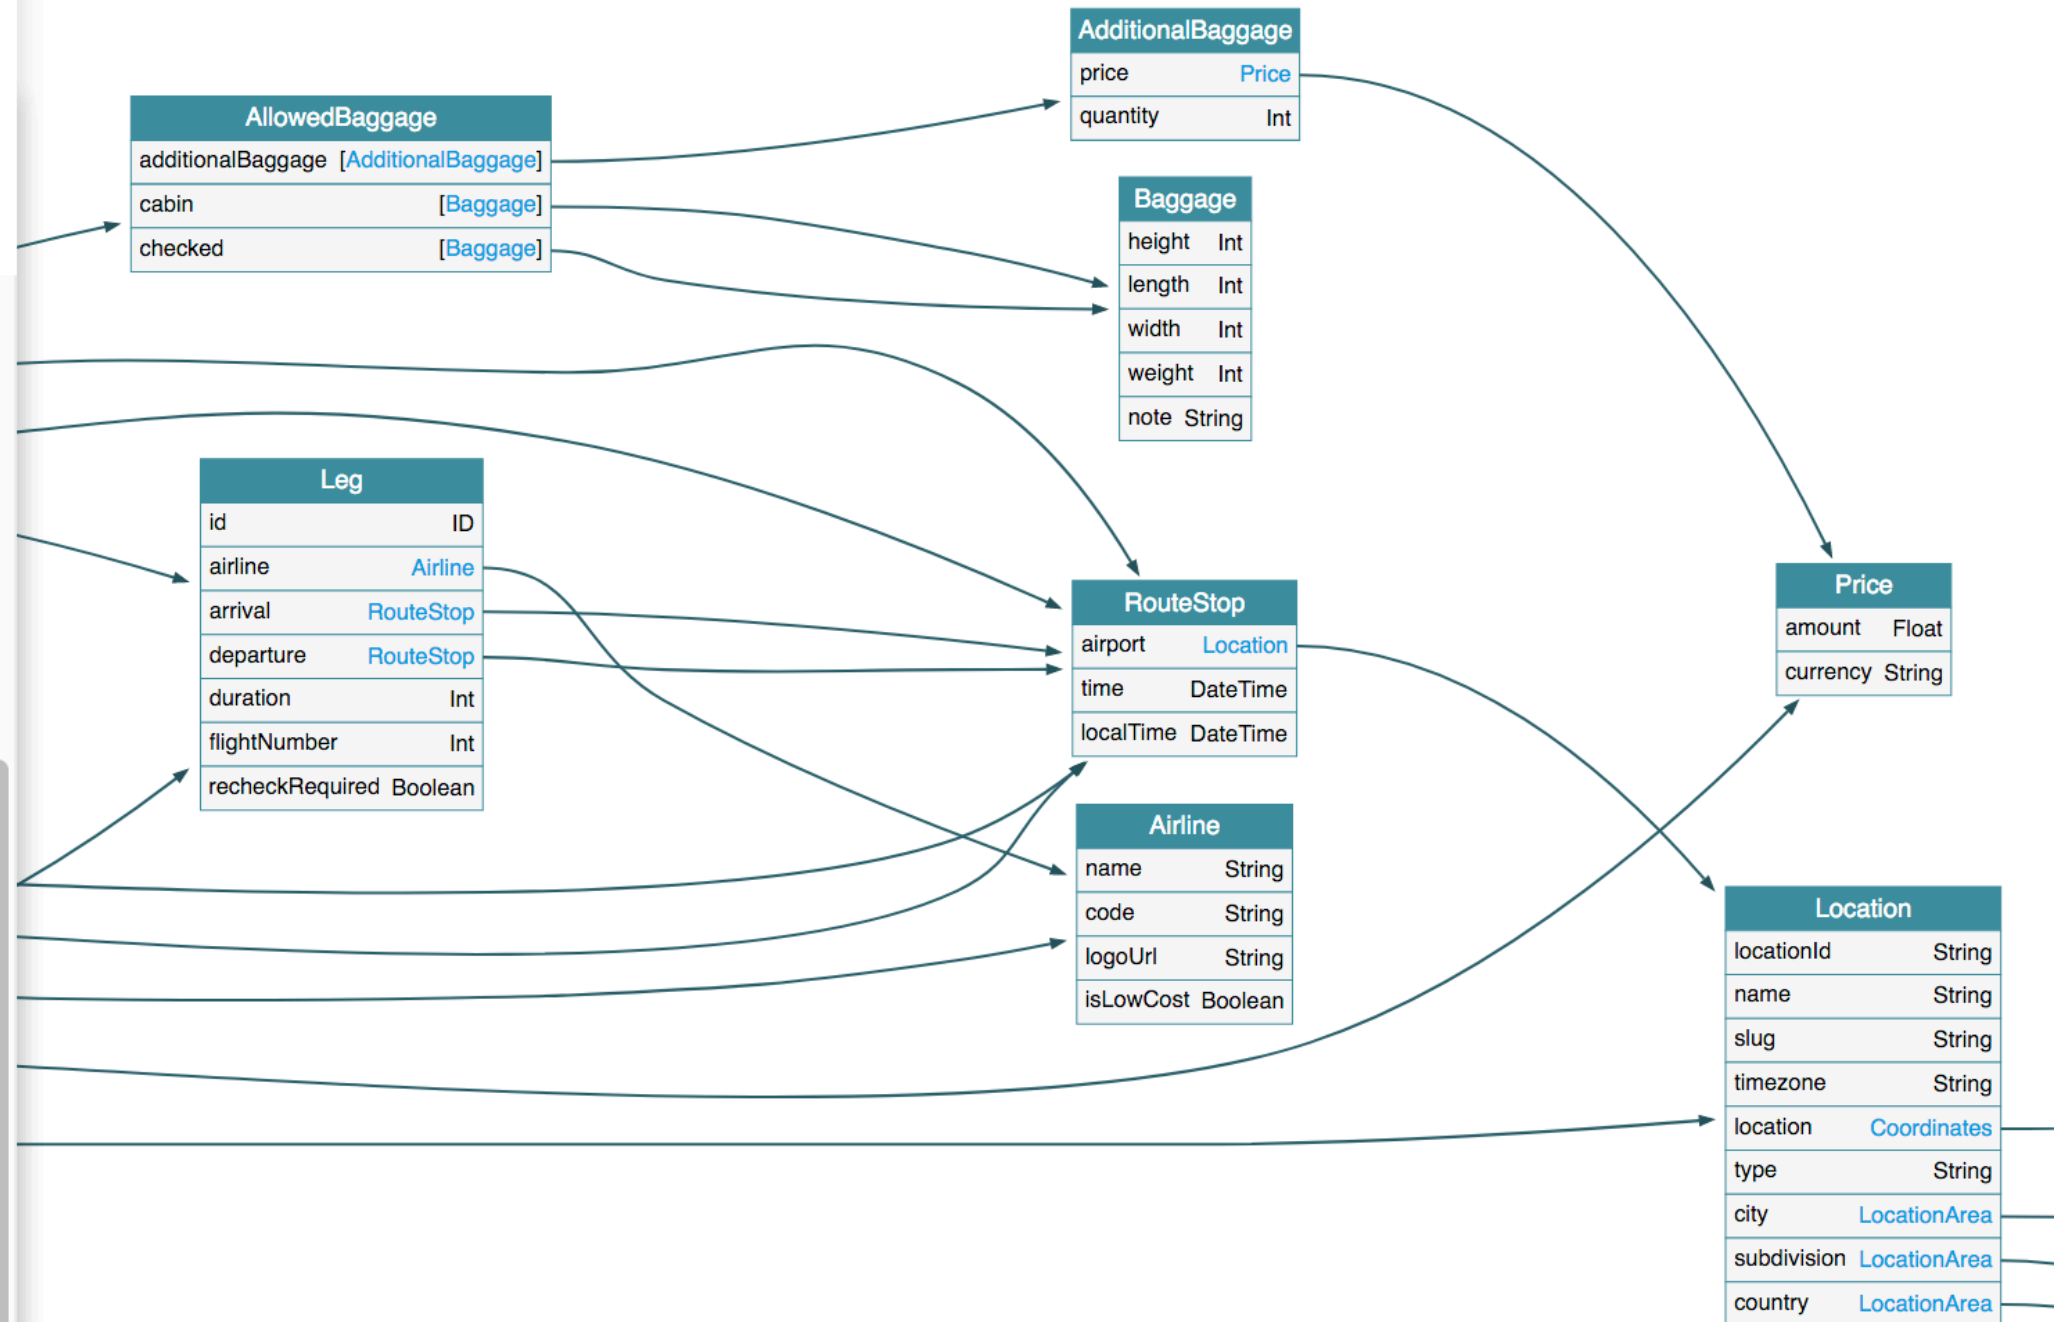 AdditionalBaggage
price Price
quantity Int
AllowedBaggage
additionalBaggage [AdditionalBaggage]
cabin [Baggage]
checked [Baggage]
Baggage
height Int
length Int
width Int
weight Int
note String
Leg
id ID
airline Airline
arrival RouteStop
departure RouteStop
duration Int
flightNumber Int
recheckRequired Boolean
RouteStop
airport Location
time DateTime
localTime DateTime
Price
amount Float
currency String
Airline
name String
code String
logoUrl String
isLowCost Boolean
Location
locationId String
name String
slug String
timezone String
location Coordinates
type String
city LocationArea
subdivision LocationArea
country LocationArea